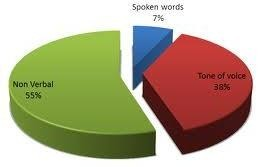 Spoken words
7%
Tone of voice
38%
Non Verbal
55%